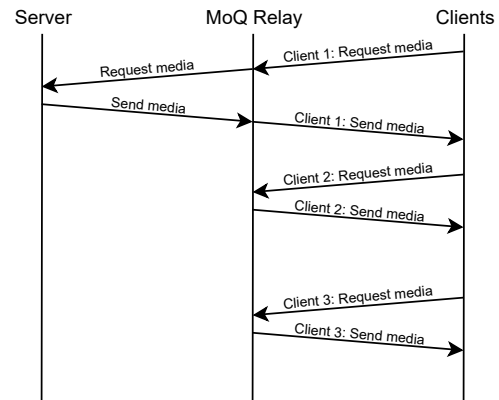 Server
MoQ Relay
Clients
Client 1: Request media
Request media
Send media
Client 1: Send media
Client 2: Request media
Client 2: Send media
Client 3: Request media
Client 3: Send media